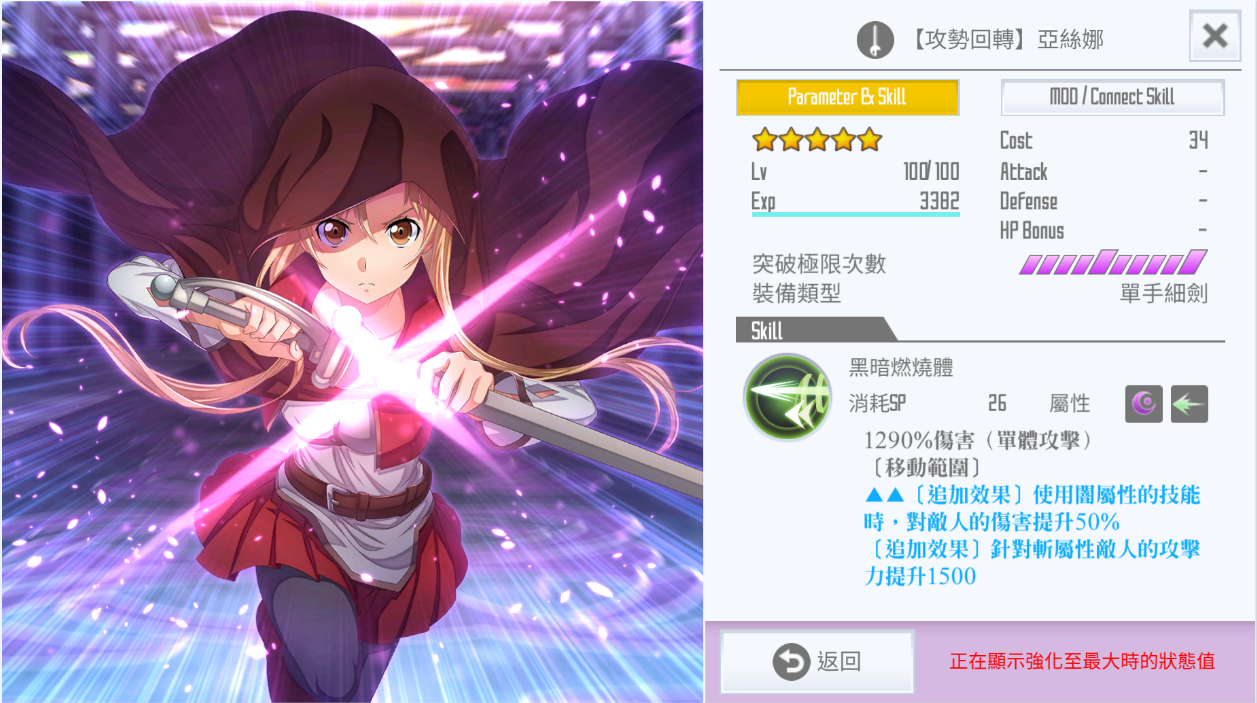 【攻勢回轉】亞絲娜
Parameter & Skill
MOD / Connect Skill
Lv 100/100
Exp 3382
Cost 34
Attack -
Defense -
HP Bonus -
突破極限次數
裝備類型 單手細劍
Skill
黑暗燃燒體
消耗SP 26 屬性
1290%傷害（單體攻擊）
〔移動範圍〕
▲▲〔追加效果〕使用闇屬性的技能
時，對敵人的傷害提升50%
〔追加效果〕針對斬屬性敵人的攻擊
力提升1500
返回
正在顯示強化至最大時的狀態值